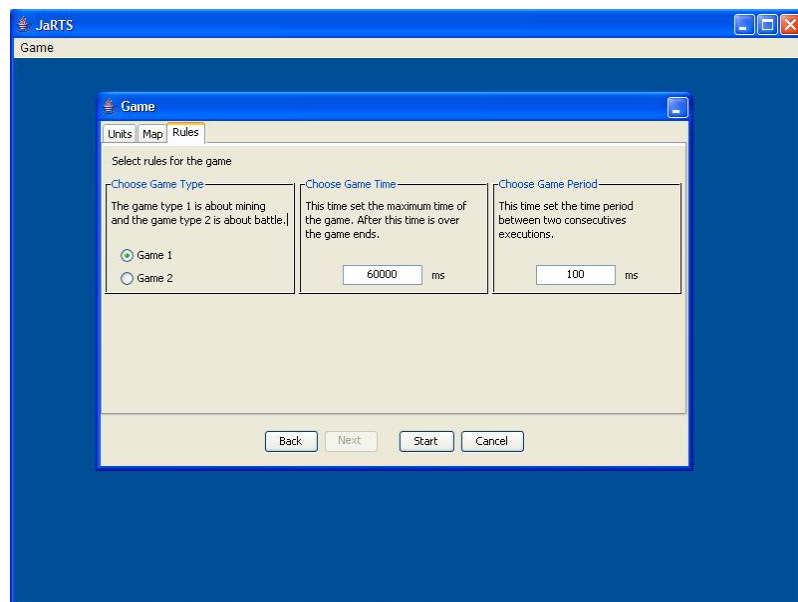 JaRTS
Game
Game
Units Map Rules
Select rules for the game
Choose Game Type
The game type 1 is about mining
and the game type 2 is about battle.
Game 1
Game 2
Choose Game Time
This time set the maximum time of
the game. After this time is over
the game ends.
60000 ms
Choose Game Period
This time set the time period
between two consecutives
executions.
100 ms
Back Next Start Cancel